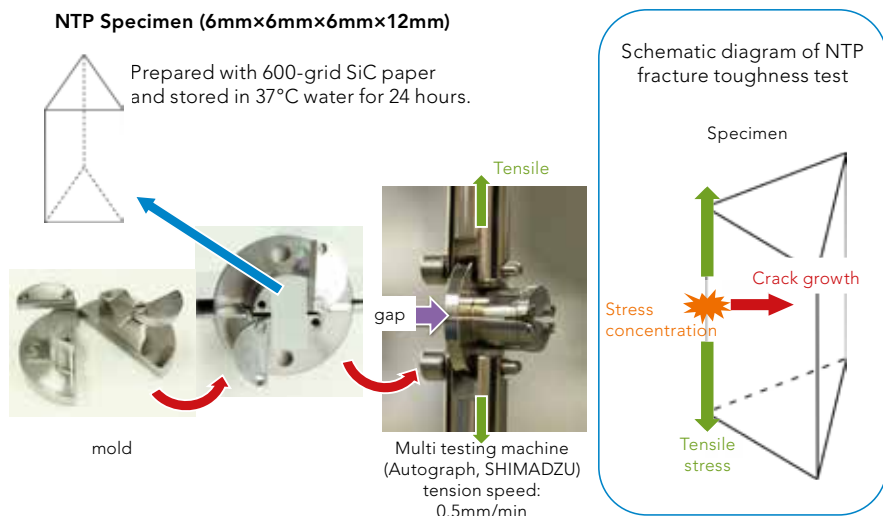 NTP Specimen (6mm×6mm×6mm×12mm)
Prepared with 600-grid SiC paper
and stored in 37°C water for 24 hours.
Tensile
gap
mold
Multi testing machine
(Autograph, SHIMADZU)
tension speed:
0.5mm/min
Schematic diagram of NTP
fracture toughness test
Specimen
Crack growth
Stress
concentration
Tensile
stress